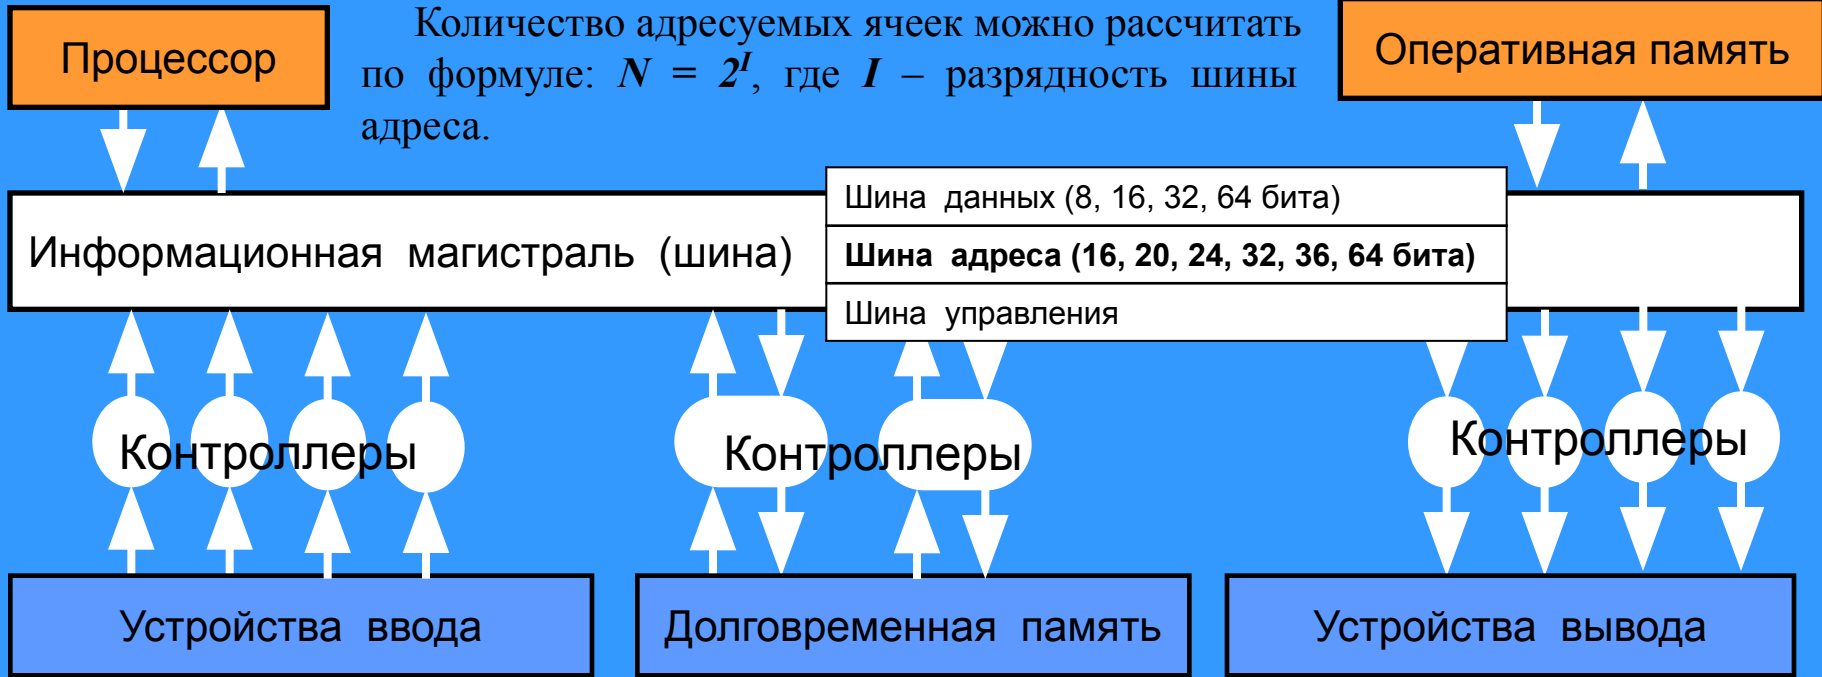 Процессор
Количество адресуемых ячеек можно рассчитать
по формуле: N = 2^I, где I – разрядность шины
адреса.
Оперативная память
Информационная магистраль (шина)
Шина данных (8, 16, 32, 64 бита)
Шина адреса (16, 20, 24, 32, 36, 64 бита)
Шина управления
Контроллеры
Контроллеры
Контроллеры
Устройства ввода
Долговременная память
Устройства вывода